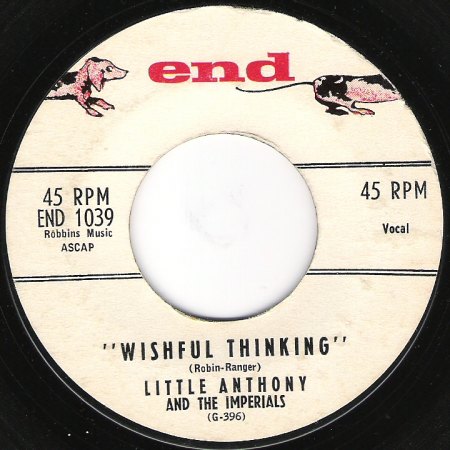 end
45 RPM
END 1039
Robbins Music
ASCAP
45 RPM
Vocal
"WISHFUL THINKING"
(Robin-Ranger)
LITTLE ANTHONY
AND THE IMPERIALS
(G-396)